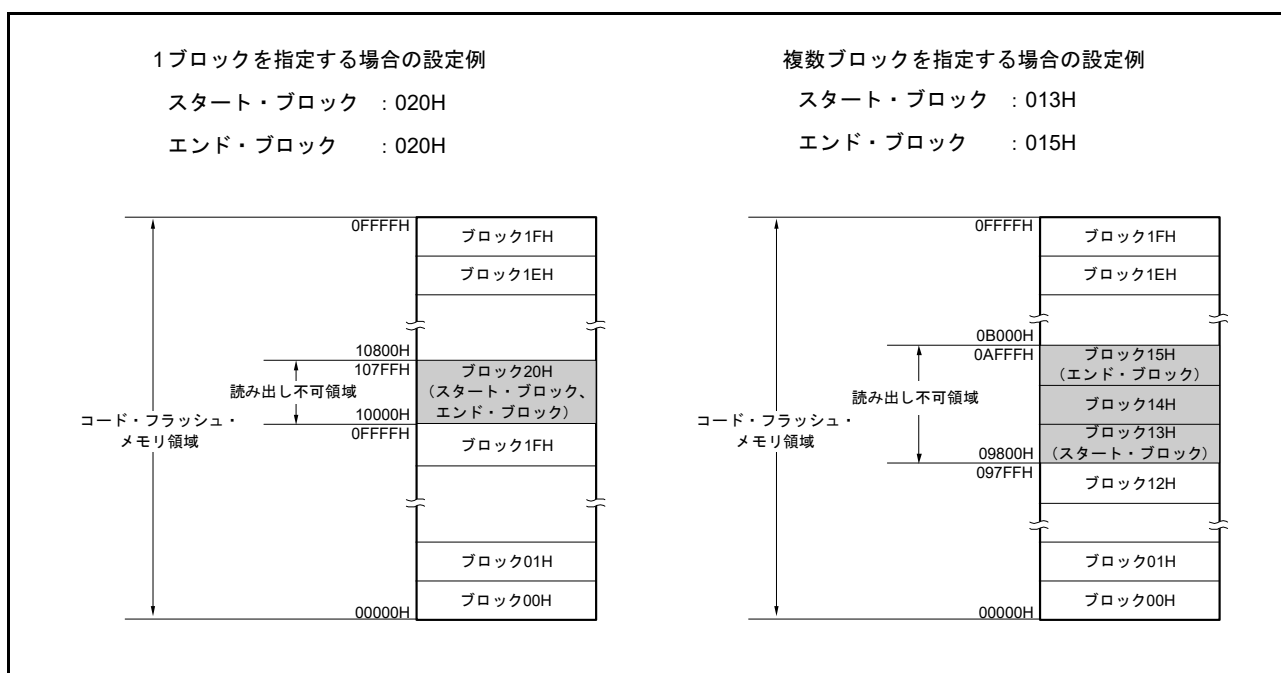 1ブロックを指定する場合の設定例
スタート・ブロック ：020H
エンド・ブロック ：020H
0FFFFH
ブロック1FH
ブロック1EH
10800H
107FFH
ブロック20H
（スタート・ブロック、
エンド・ブロック）
読み出し不可領域
10000H
0FFFFH
コード・フラッシュ・
メモリ領域
ブロック1FH
ブロック01H
ブロック00H
00000H
複数ブロックを指定する場合の設定例
スタート・ブロック ：013H
エンド・ブロック ：015H
0FFFFH
ブロック1FH
ブロック1EH
0B000H
0AFFFH
ブロック15H
（エンド・ブロック）
読み出し不可領域
ブロック14H
コード・フラッシュ・
メモリ領域
ブロック13H
（スタート・ブロック）
09800H
097FFH
ブロック12H
ブロック01H
ブロック00H
00000H